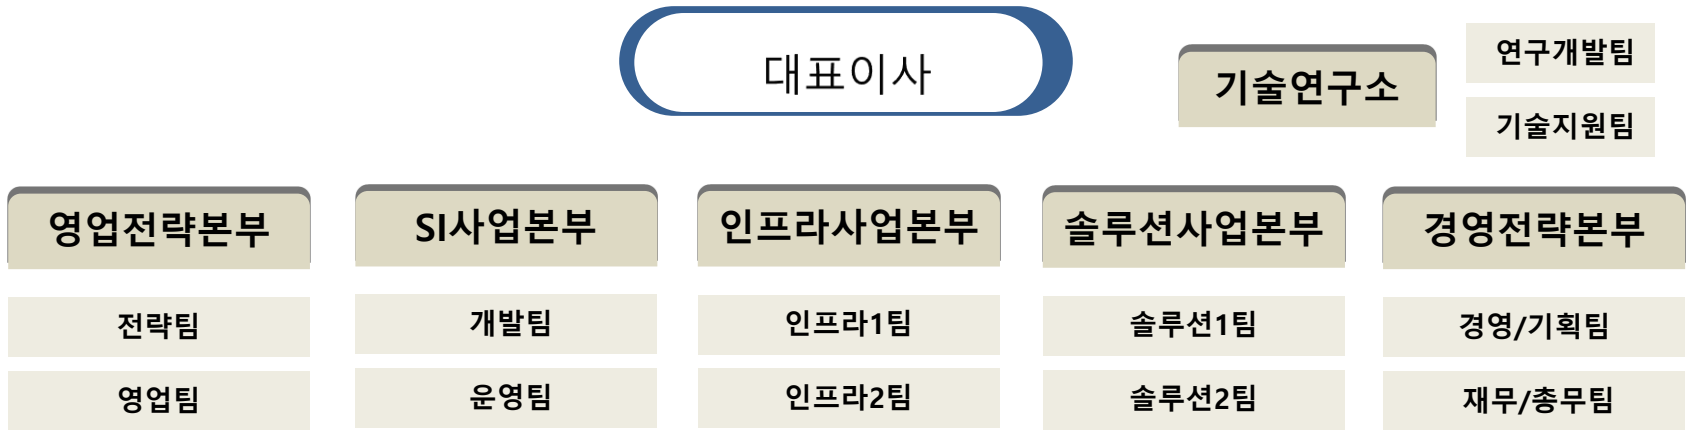 대표이사
기술연구소
연구개발팀
기술지원팀
영업전략본부
SI사업본부
인프라사업본부
솔루션사업본부
경영전략본부
전략팀
개발팀
인프라1팀
솔루션1팀
경영/기획팀
영업팀
운영팀
인프라2팀
솔루션2팀
재무/총무팀